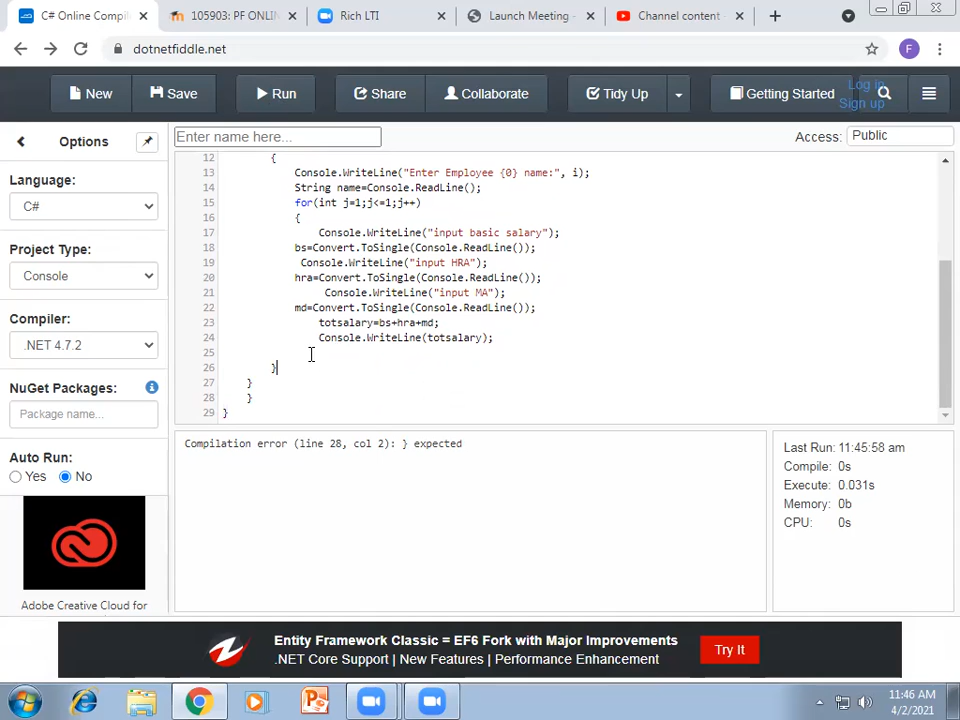 C# Online Compil
105903: PF ONLIN
Rich LTI
Launch Meeting -
Channel content -
dotnetfiddle.net
F
New
Save
Run
Share
Collaborate
Tidy Up
Getting Started
Log in
Sign up
Options
Enter name here...
Access:
Public
Language:
C#
Project Type:
Console
Compiler:
.NET 4.7.2
NuGet Packages:
Package name...
Auto Run:
Yes
No
12 {
13 Console.WriteLine("Enter Employee {0} name:", i);
14 String name=Console.ReadLine();
15 for(int j=1;j<=1;j++)
16 {
17 Console.WriteLine("input basic salary");
18 bs=Convert.ToSingle(Console.ReadLine());
19 Console.WriteLine("input HRA");
20 hra=Convert.ToSingle(Console.ReadLine());
21 Console.WriteLine("input MA");
22 md=Convert.ToSingle(Console.ReadLine());
23 totsalary=bs+hra+md;
24 Console.WriteLine(totsalary);
25
26 }
27 }
28 }
29 }
Compilation error (line 28, col 2): } expected
Last Run: 11:45:58 am
Compile: 0s
Execute: 0.031s
Memory: 0b
CPU: 0s
Adobe Creative Cloud for
Entity Framework Classic = EF6 Fork with Major Improvements
.NET Core Support | New Features | Performance Enhancement
Try It
11:46 AM
4/2/2021